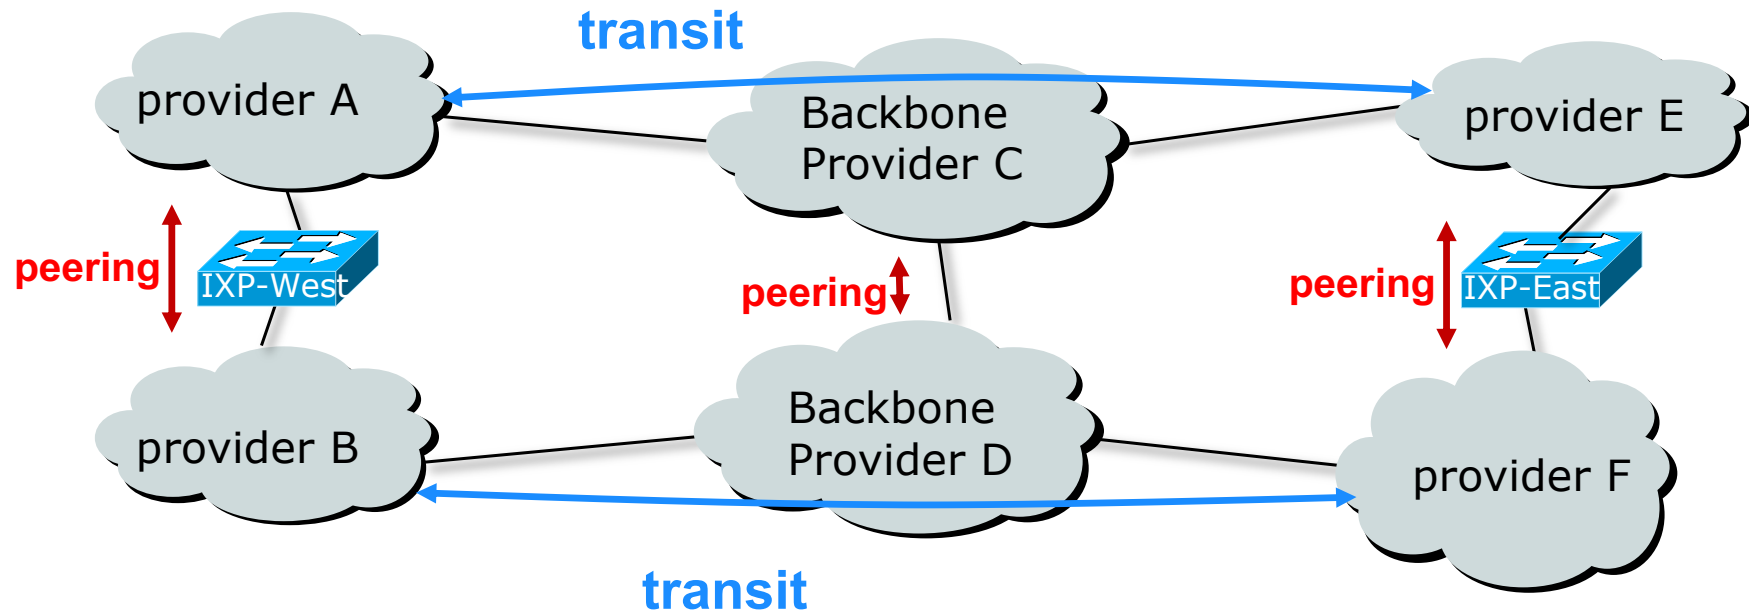 transit
provider A
Backbone
Provider C
provider E
peering
IXP-West
peering
peering
IXP-East
provider B
Backbone
Provider D
provider F
transit